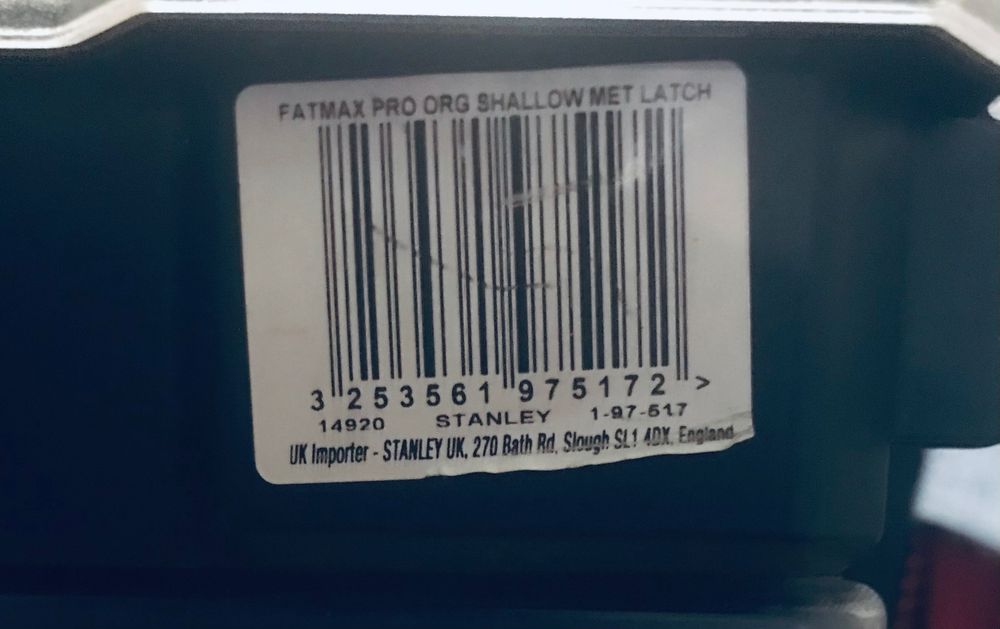 FATMAX PRO ORG SHALLOW MET LATCH
3 253561 975172 >
14920 STANLEY 1-97-517
UK Importer - STANLEY UK, 270 Bath Rd, Slough SL1 4DX, England